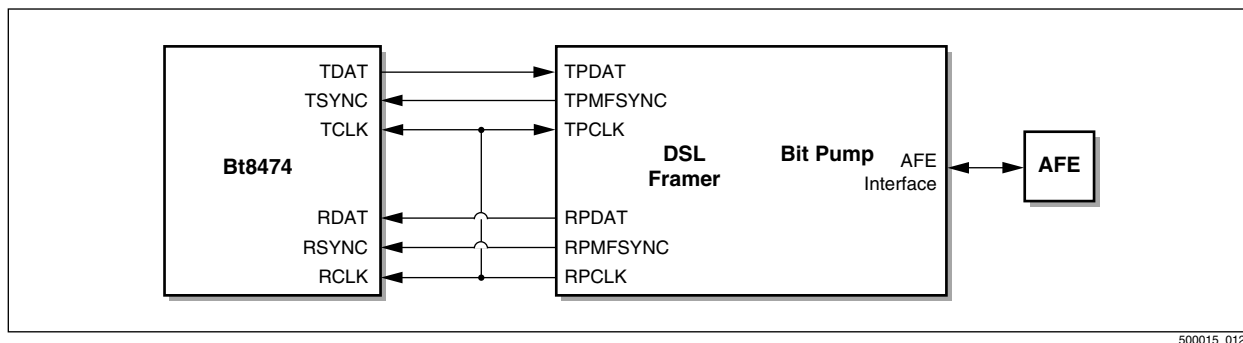 TDAT
TSYNC
TCLK
Bt8474
RDAT
RSYNC
RCLK
TPDAT
TPMFSYNC
TPCLK
DSL
Framer
Bit Pump
AFE
Interface
RPDAT
RPMFSYNC
RPCLK
AFE
500015_012